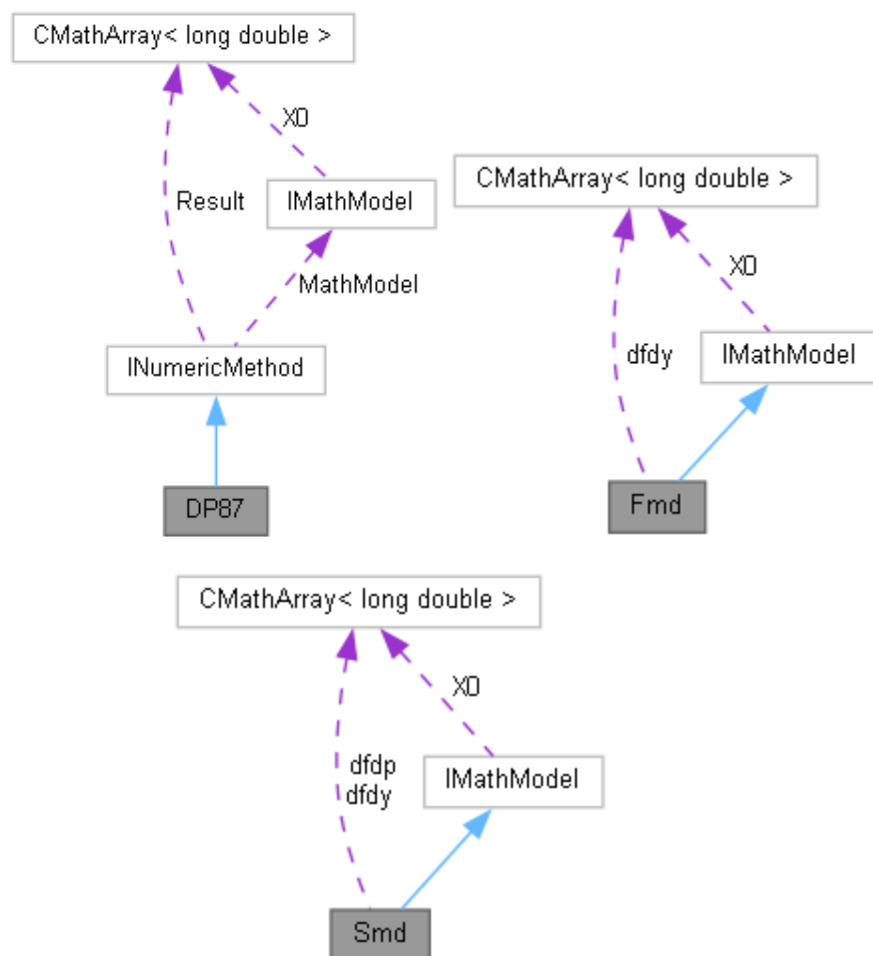 CMathArray< long double >
X0
Result
IMathModel
MathModel
INumericMethod
DP87
CMathArray< long double >
X0
dfdy
IMathModel
Fmd
CMathArray< long double >
X0
dfdp
dfdy
IMathModel
Smd